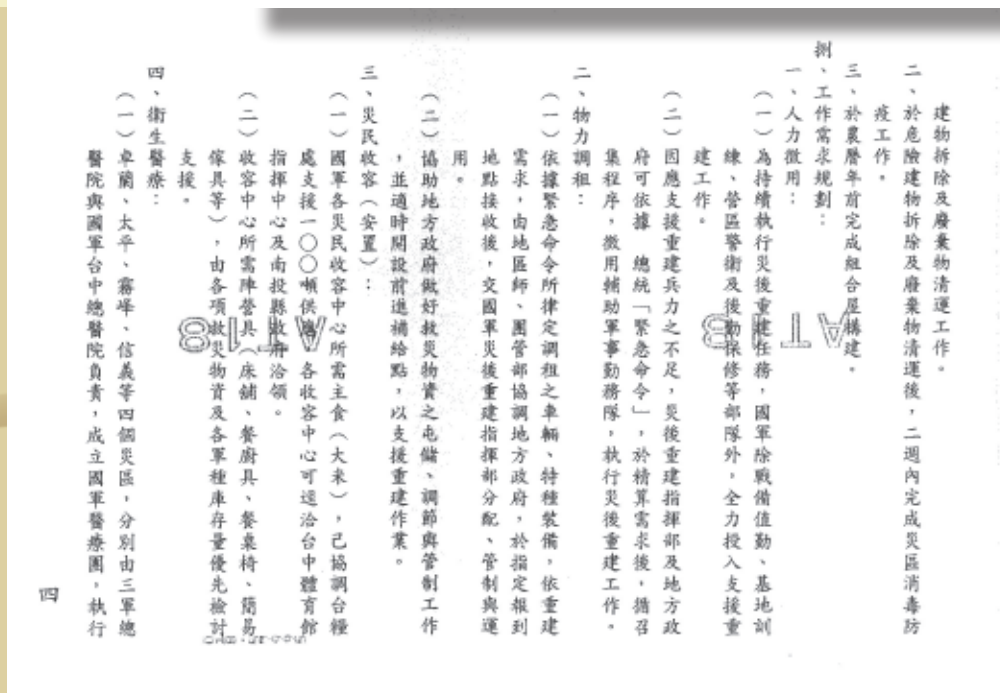 建物拆除及廢棄物清運工作。
二、於危險建物拆除及廢棄物清運後，二週內完成災區消毒防
疫工作。
三、於農曆年前完成組合屋構建。
捌、工作需求規劃：
一、人力徵用：
（一）為持續執行災後重建任務，國軍除戰備值勤、基地訓
練、營區警衛及後勤保修等部隊外，全力投入支援重
建工作。
（二）因應支援重建兵力之不足，災後重建指揮部及地方政
府可依據　總統「緊急命令」，於精算需求後，循召
集程序，徵用輔助軍事勤務隊，執行災後重建工作。
二、物力調租：
（一）依據緊急命令所律定調租之車輛、特種裝備，依重建
需求，由地區師、團管部協調地方政府，於指定報到
地點接收後，交國軍災後重建指揮部分配、管制與運
用。
（二）協助地方政府做好救災物資之屯儲、調節與管制工作
，並適時開設前進補給點，以支援重建作業。
三、災民收容（安置）：
（一）國軍各災民收容中心所需主食（大米），已協調台糧
處支援一〇〇噸供應，各收容中心可逕洽台中體育館
指揮中心及南投縣政府洽領。
（二）收容中心所需陣營具（床舖、餐廚具、餐桌椅、簡易
傢具等），由各項救災物資及各軍種庫存量優先檢討
支援。
四、衛生醫療：
（一）卓蘭、太平、霧峰、信義等四個災區，分別由三軍總
醫院與國軍台中總醫院負責，成立國軍醫療團，執行
四
AT 13
AT 18